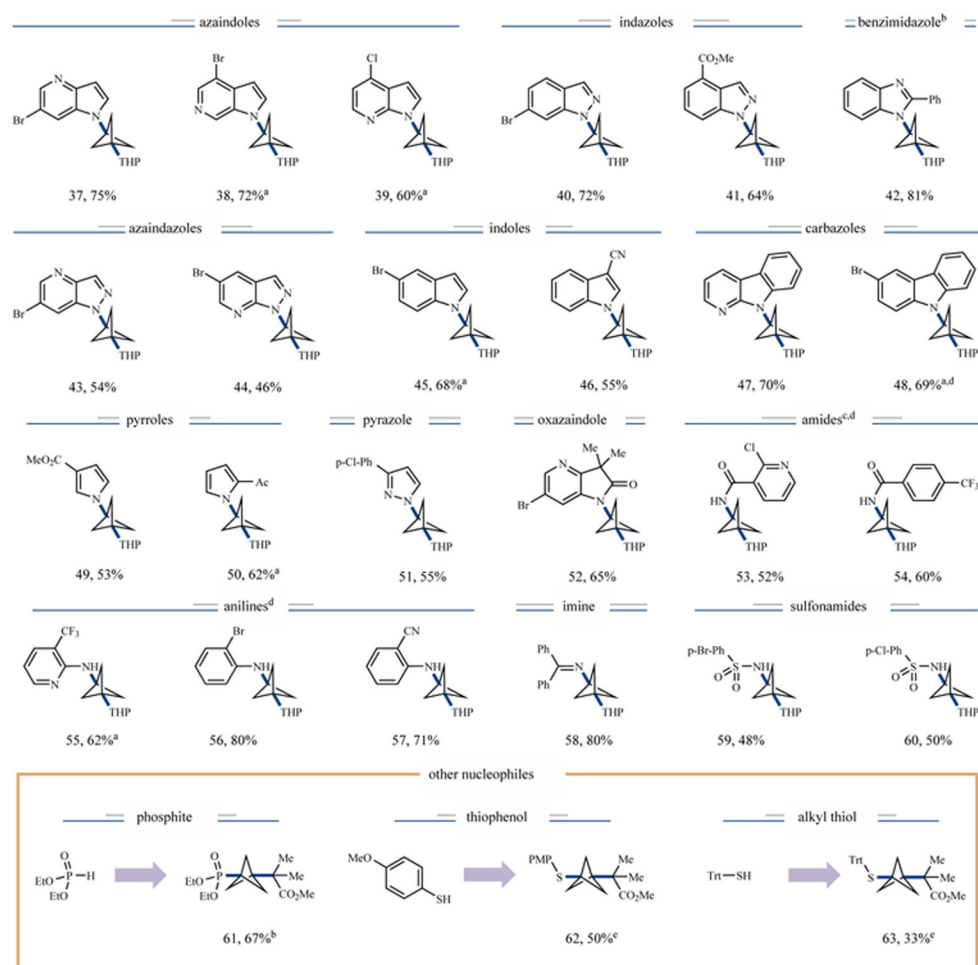 azaindoles indazoles benzimidazoleᵇ
N Br N THP
Br N N THP
Cl N N THP
Br N N THP
CO₂Me N N THP
N Ph N THP
37, 75% 38, 72%ᵃ 39, 60%ᵃ 40, 72% 41, 64% 42, 81%
azaindazoles indoles carbazoles
N Br N N THP
Br N N N THP
Br N THP
CN N THP
N N THP
Br N THP
43, 54% 44, 46% 45, 68%ᵃ 46, 55% 47, 70% 48, 69%ᵃ,ᵈ
pyrroles pyrazole oxazaindole amidesᶜ,ᵈ
MeO₂C N THP
Ac N THP
p-Cl-Ph N N THP
Me Me N O Br N THP
Cl O N HN THP
O CF₃ HN THP
49, 53% 50, 62%ᵃ 51, 55% 52, 65% 53, 52% 54, 60%
anilinesᵈ imine sulfonamides
CF₃ NH N THP
Br NH THP
CN NH THP
Ph N Ph THP
p-Br-Ph S NH O O THP
p-Cl-Ph S NH O O THP
55, 62%ᵃ 56, 80% 57, 71% 58, 80% 59, 48% 60, 50%
other nucleophiles
phosphite thiophenol alkyl thiol
O EtO P H EtO
O EtO P EtO Me Me CO₂Me
MeO SH
PMP S Me Me CO₂Me
Trt SH
Trt S Me Me CO₂Me
61, 67%ᵇ 62, 50%ᵉ 63, 33%ᵉ